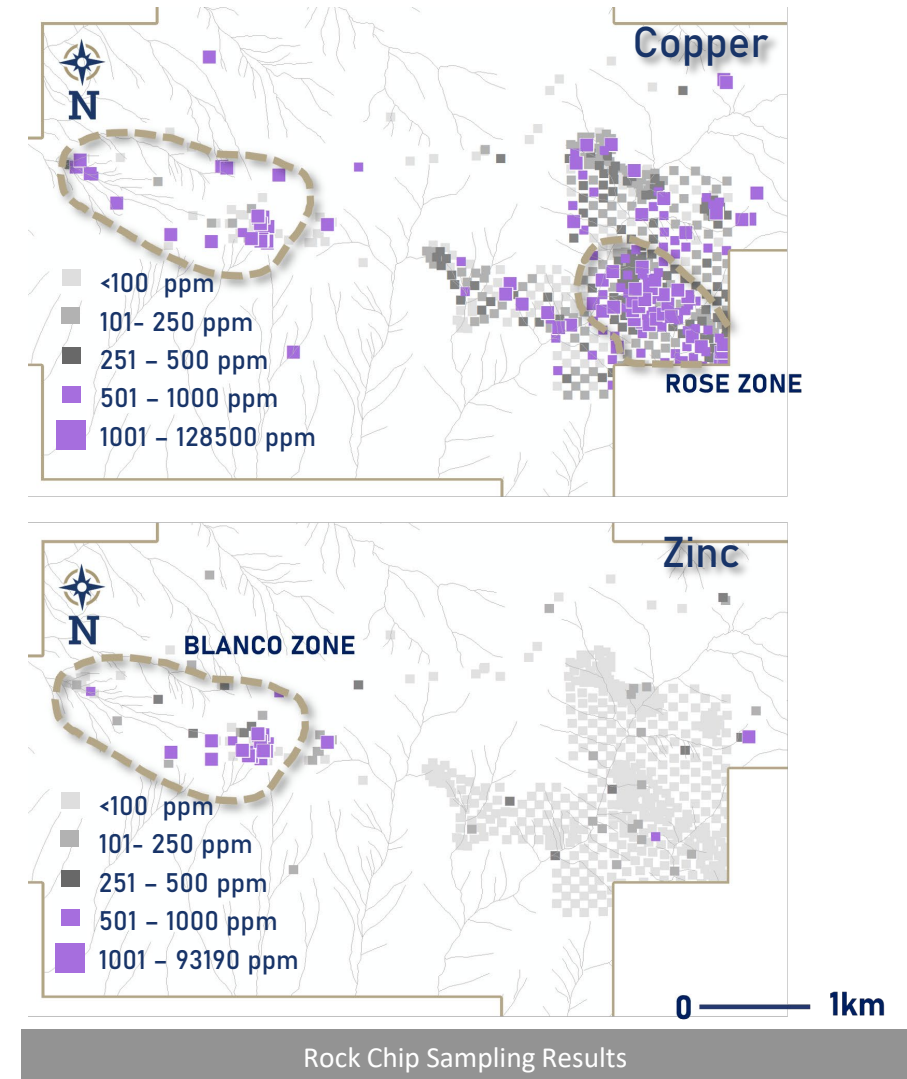 Copper
N
<100 ppm
101- 250 ppm
251 – 500 ppm
501 – 1000 ppm
1001 – 128500 ppm
ROSE ZONE
Zinc
N
BLANCO ZONE
<100 ppm
101- 250 ppm
251 – 500 ppm
501 – 1000 ppm
1001 – 93190 ppm
0 1km
Rock Chip Sampling Results